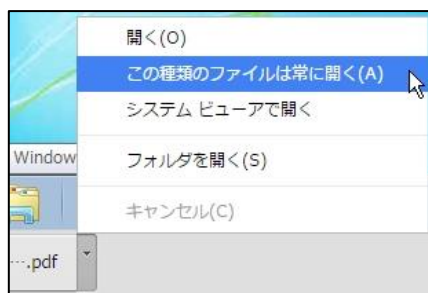 開く(O)
この種類のファイルは常に開く(A)
システム ビューアで開く
Window
フォルダを開く(S)
キャンセル(C)
….pdf